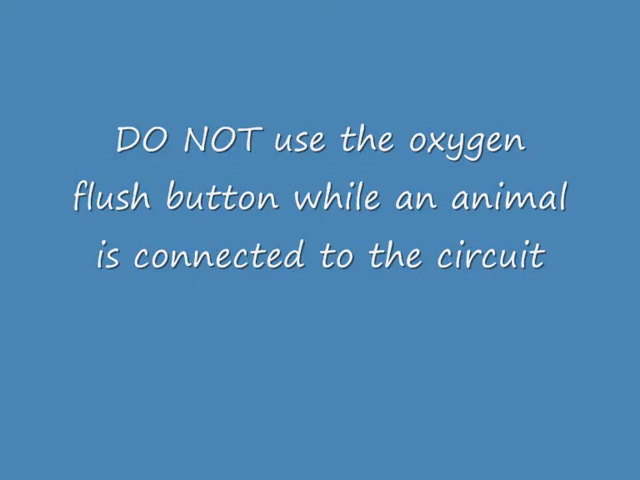 DO NOT use the oxygen
flush button while an animal
is connected to the circuit